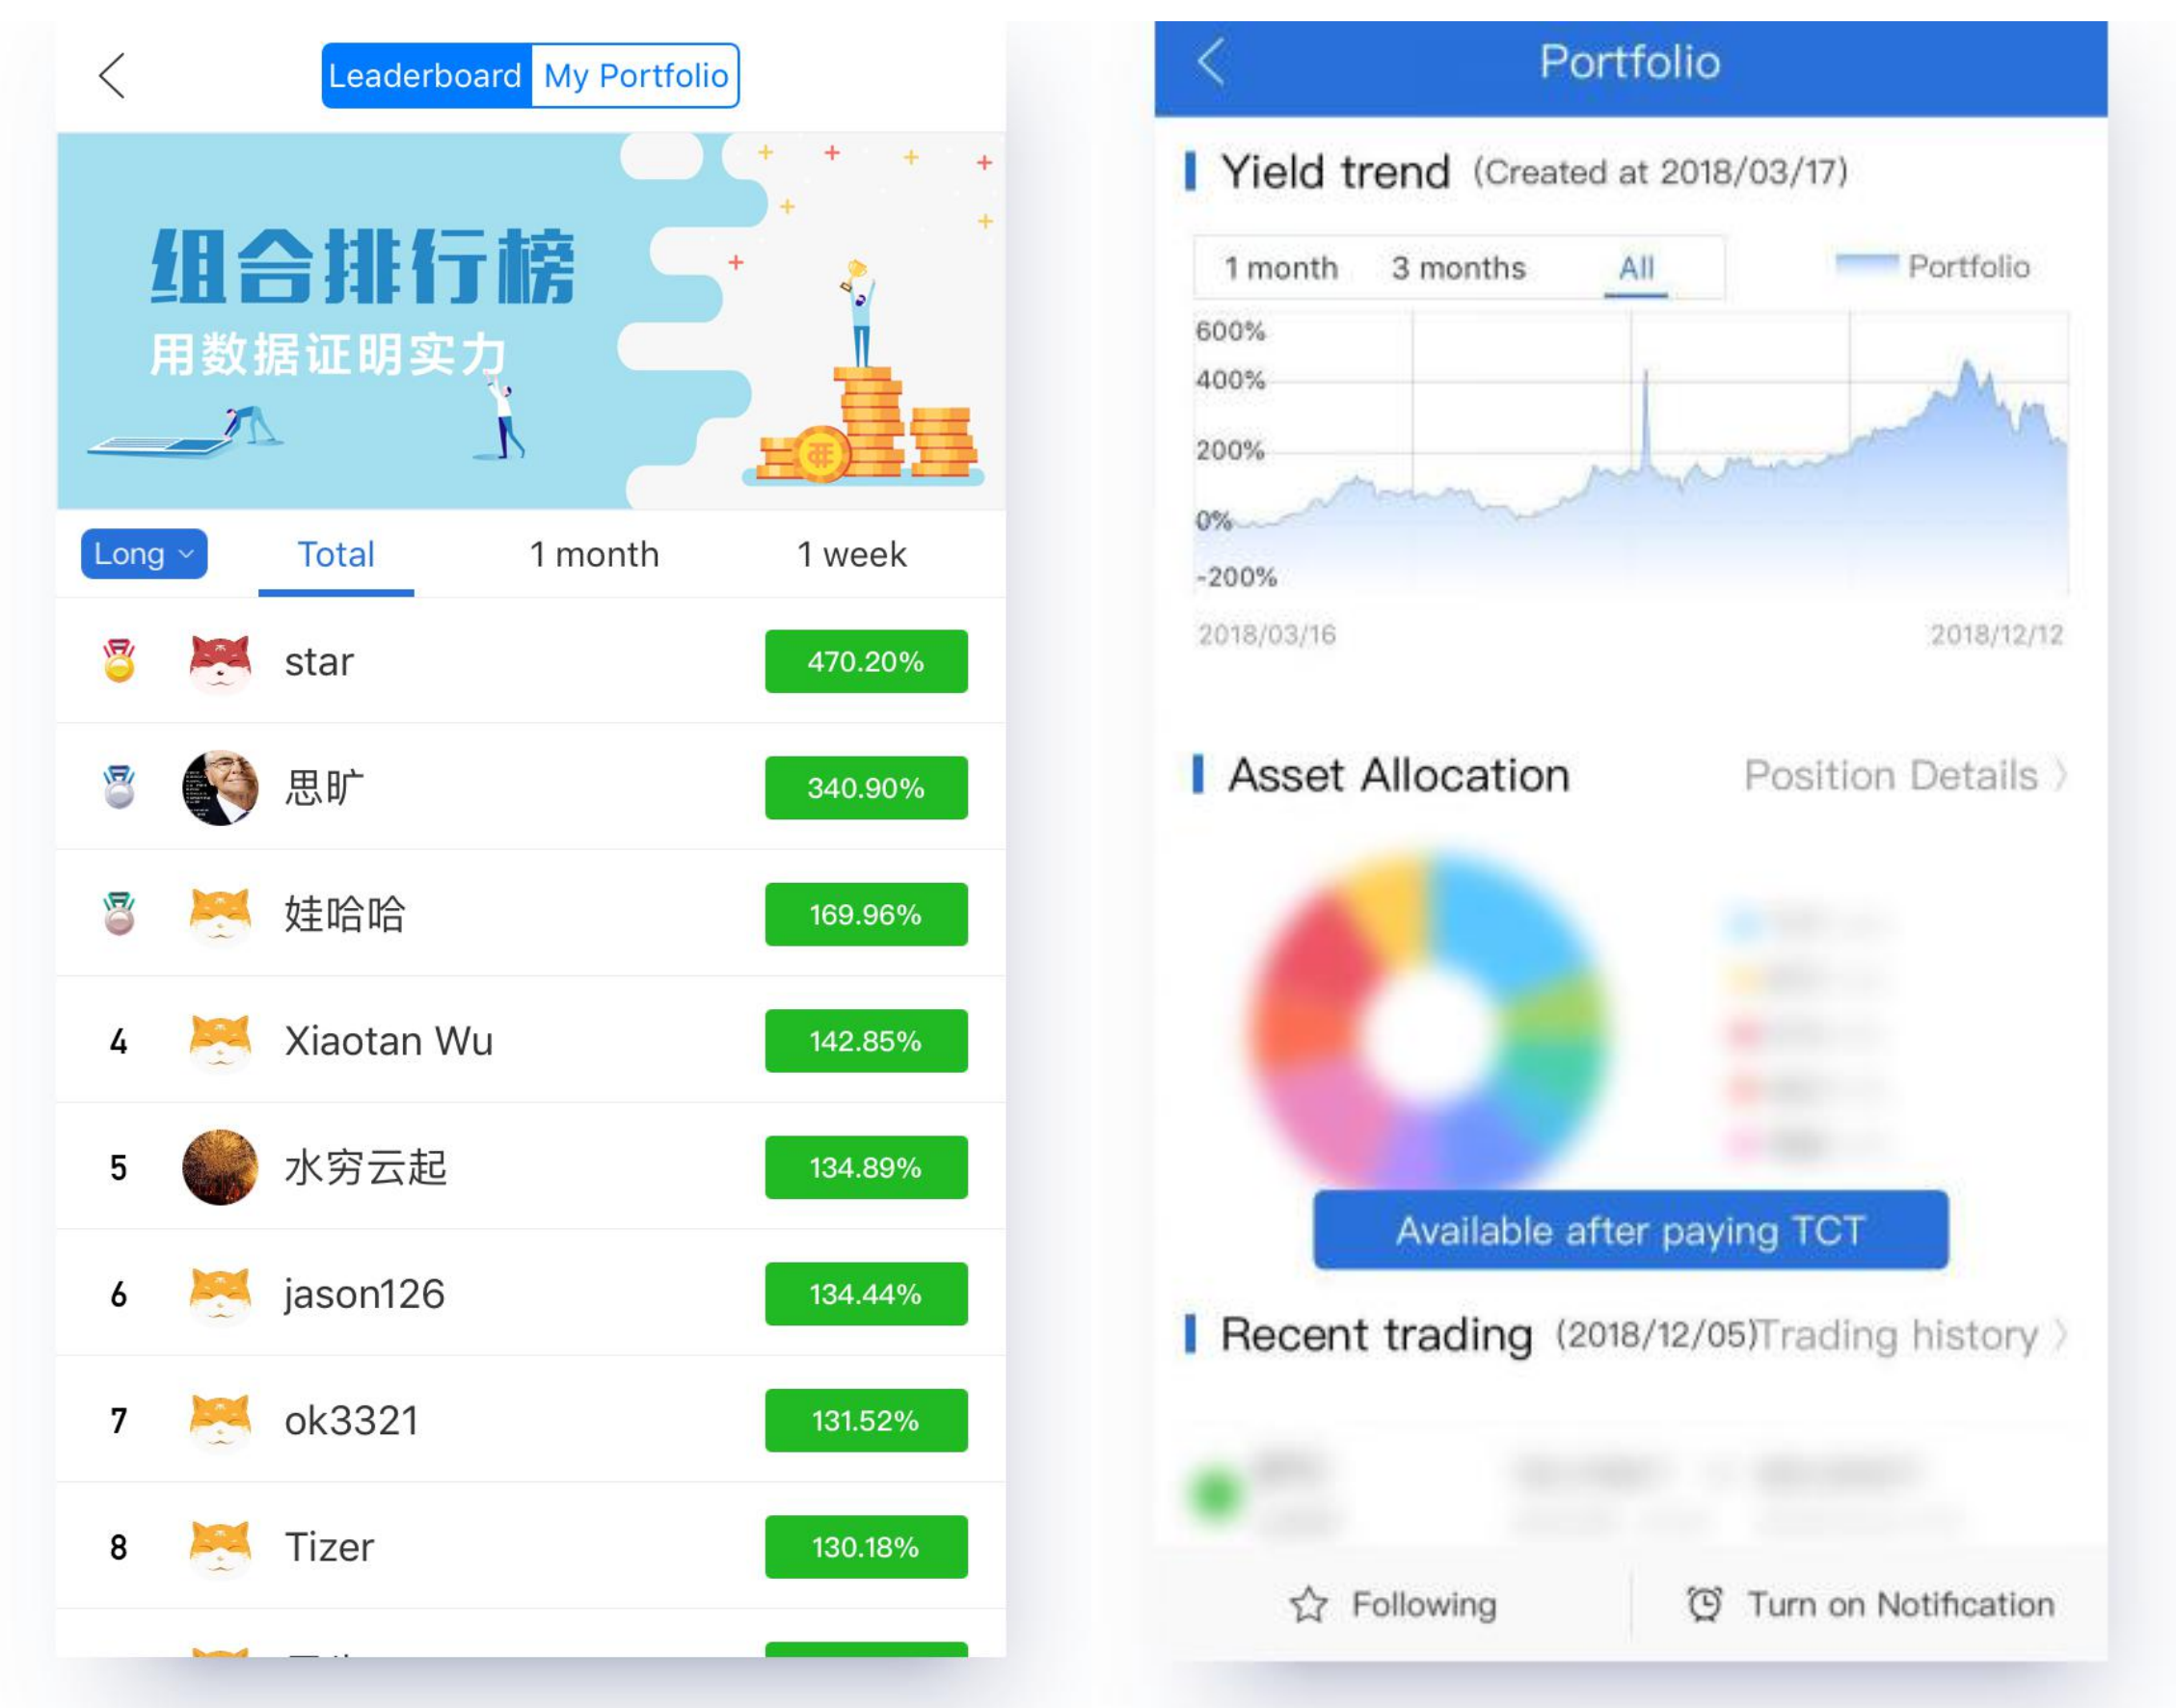 Leaderboard My Portfolio
组合排行榜
用数据证明实力
Long Total 1 month 1 week
star 470.20%
思旷 340.90%
娃哈哈 169.96%
4 Xiaotan Wu 142.85%
5 水穷云起 134.89%
6 jason126 134.44%
7 ok3321 131.52%
8 Tizer 130.18%
Portfolio
Yield trend (Created at 2018/03/17)
1 month 3 months All Portfolio
600%
400%
200%
0%
-200%
2018/03/16 2018/12/12
Asset Allocation Position Details
Available after paying TCT
Recent trading (2018/12/05)Trading history
Following Turn on Notification